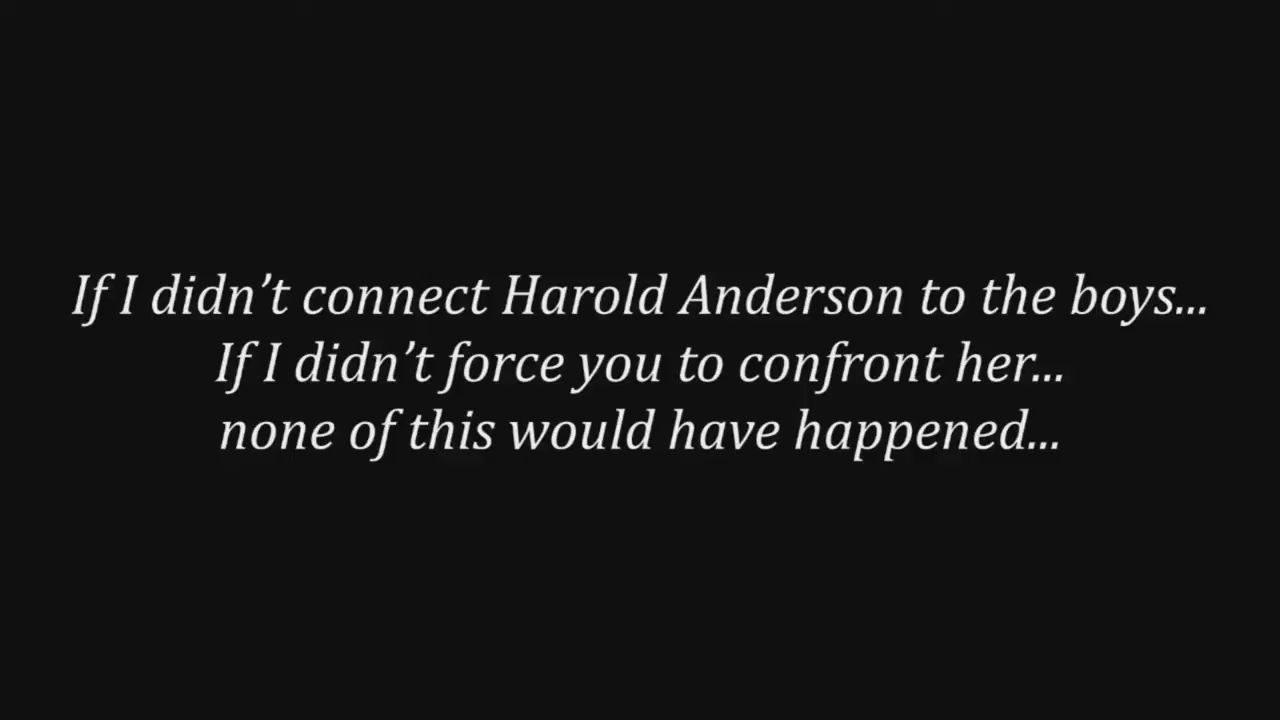 If I didn’t connect Harold Anderson to the boys...
If I didn’t force you to confront her...
none of this would have happened...